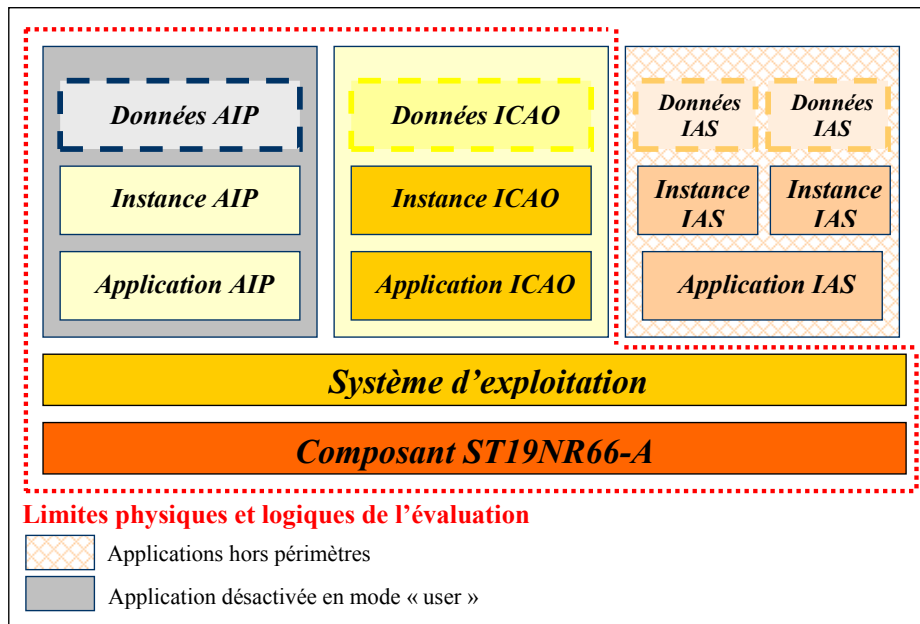 Données AIP
Données ICAO
Données
IAS
Données
IAS
Instance AIP
Instance ICAO
Instance
IAS
Instance
IAS
Application AIP
Application ICAO
Application IAS
Système d’exploitation
Composant ST19NR66-A
Limites physiques et logiques de l’évaluation
Applications hors périmètres
Application désactivée en mode « user »